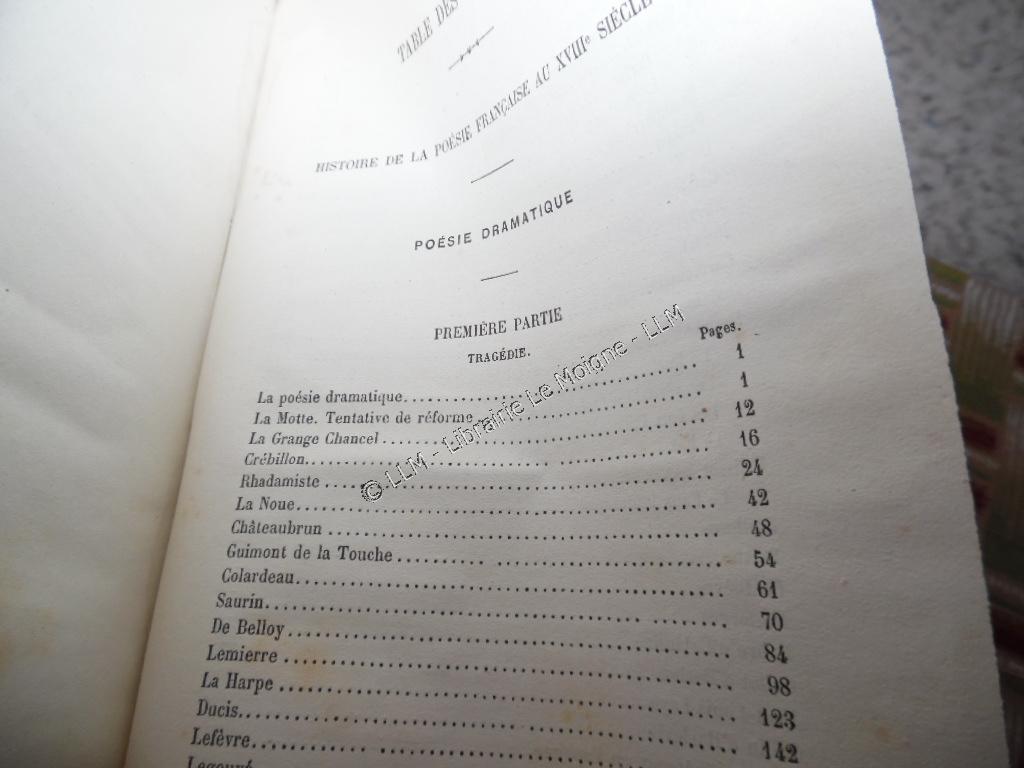 TABLE DES
HISTOIRE DE LA POÉSIE FRANÇAISE AU XVIIIe SIÈCLE
POÉSIE DRAMATIQUE
PREMIÈRE PARTIE
TRAGÉDIE.
Pages.
La poésie dramatique 1
La Motte. Tentative de réforme 1
La Grange Chancel 12
Crébillon 16
Rhadamiste 24
La Noue 42
Châteaubrun 48
Guimont de la Touche 54
Colardeau 61
Saurin 70
De Belloy 84
Lemierre 98
La Harpe 123
Ducis 142
Lefèvre
© LLM - Librairie Le Moigne - LLM